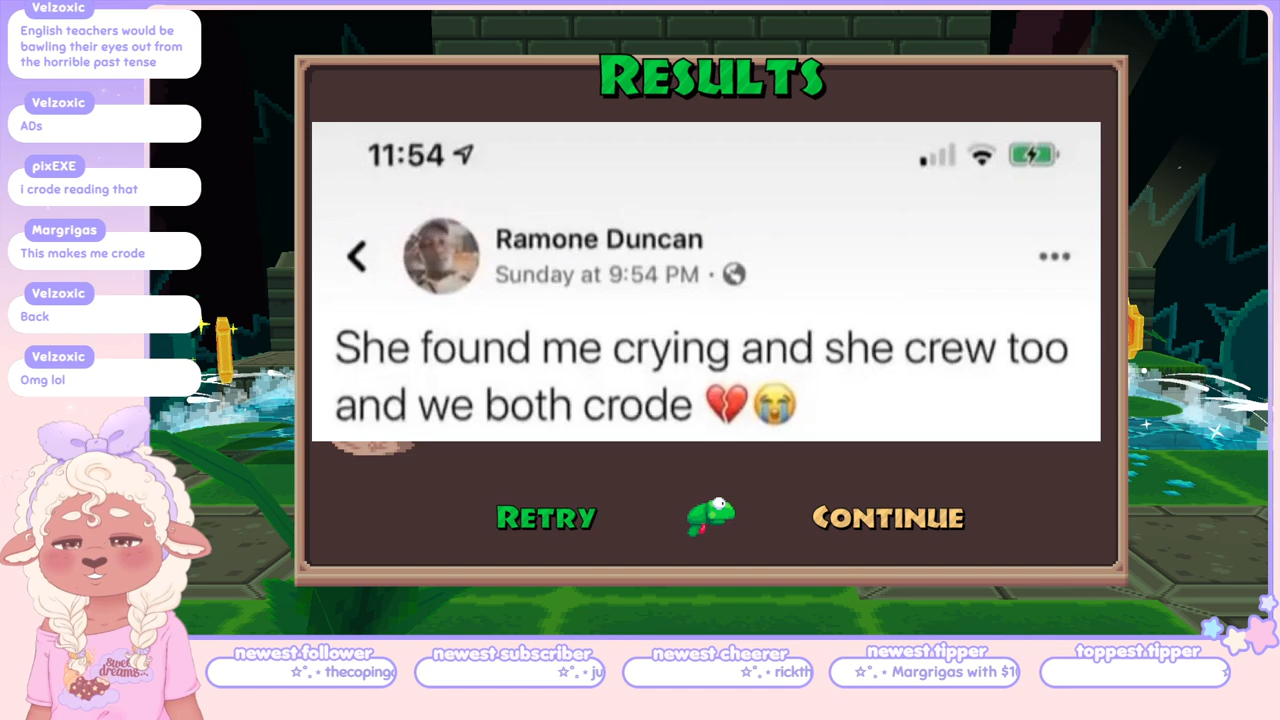 Velzoxic
English teachers would be
bawling their eyes out from
the horrible past tense
Velzoxic
ADs
pixEXE
i crode reading that
Margrigas
This makes me crode
Velzoxic
Back
Velzoxic
Omg lol
RESULTS
11:54
Ramone Duncan
Sunday at 9:54 PM
She found me crying and she crew too
and we both crode 💔😭
RETRY
CONTINUE
sweet
dreams...
newest follower
newest subscriber
newest cheerer
newest tipper
toppest tipper
☆°。⋆ thecoping
☆°。⋆ ju
☆°。⋆ rickth
☆°。⋆ Margrigas with $1